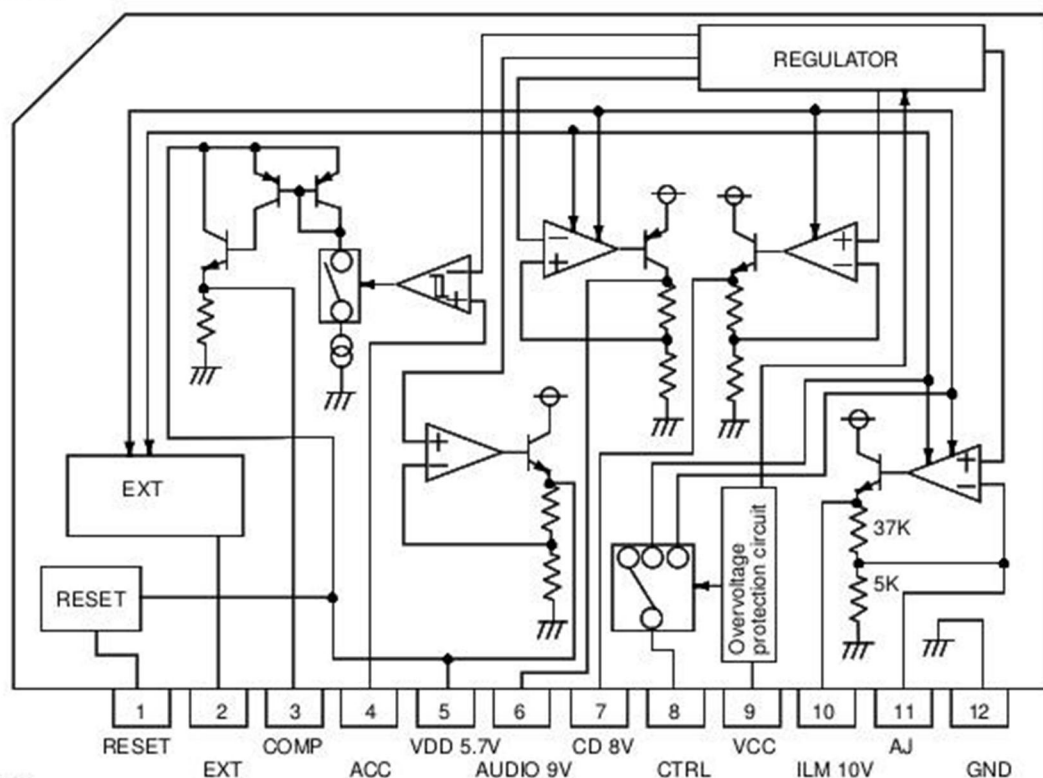 REGULATOR
EXT
37K
5K
RESET
Overvoltage
protection circuit
1 2 3 4 5 6 7 8 9 10 11 12
RESET COMP VDD 5.7V CD 8V VCC AJ
EXT ACC AUDIO 9V CTRL ILM 10V GND